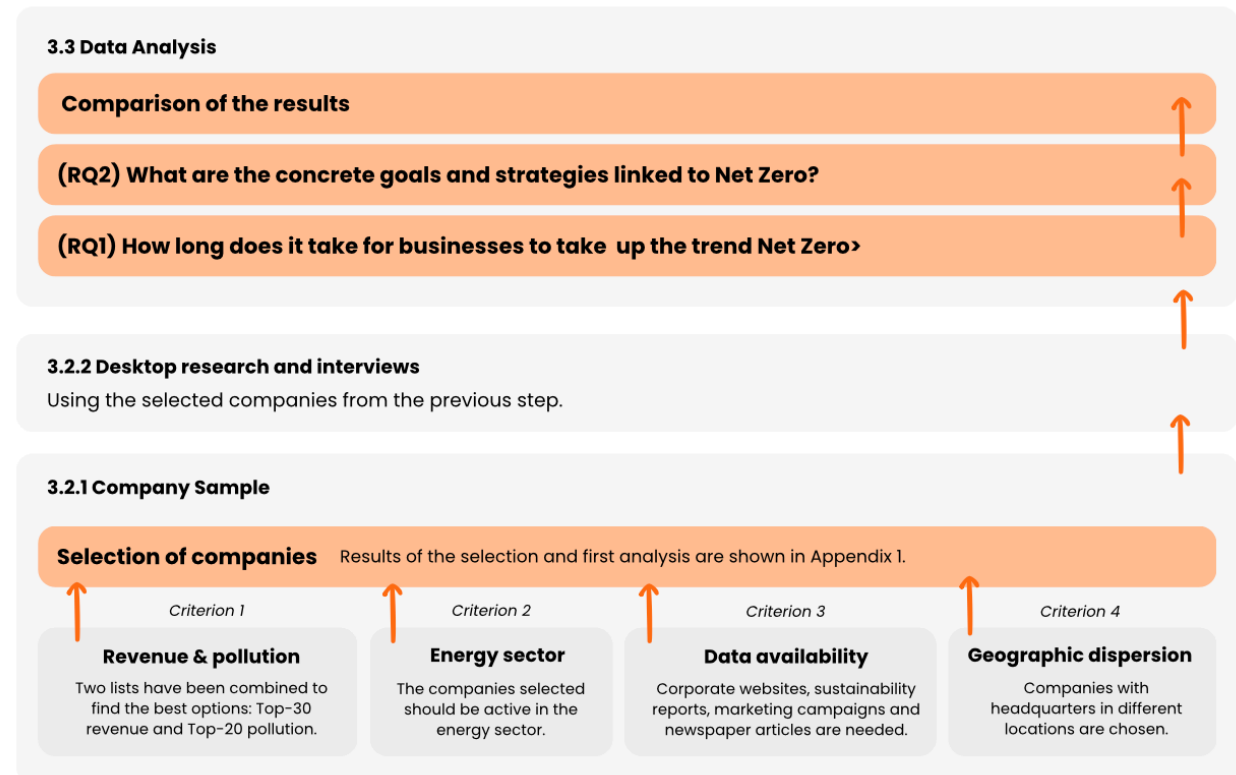 3.3 Data Analysis
Comparison of the results
(RQ2) What are the concrete goals and strategies linked to Net Zero?
(RQ1) How long does it take for businesses to take  up the trend Net Zero>
3.2.2 Desktop research and interviews
Using the selected companies from the previous step.
3.2.1 Company Sample
Selection of companies Results of the selection and first analysis are shown in Appendix 1.
Criterion 1
Revenue & pollution
Two lists have been combined to
find the best options: Top-30
revenue and Top-20 pollution.
Criterion 2
Energy sector
The companies selected
should be active in the
energy sector.
Criterion 3
Data availability
Corporate websites, sustainability
reports, marketing campaigns and
newspaper articles are needed.
Criterion 4
Geographic dispersion
Companies with
headquarters in different
locations are chosen.